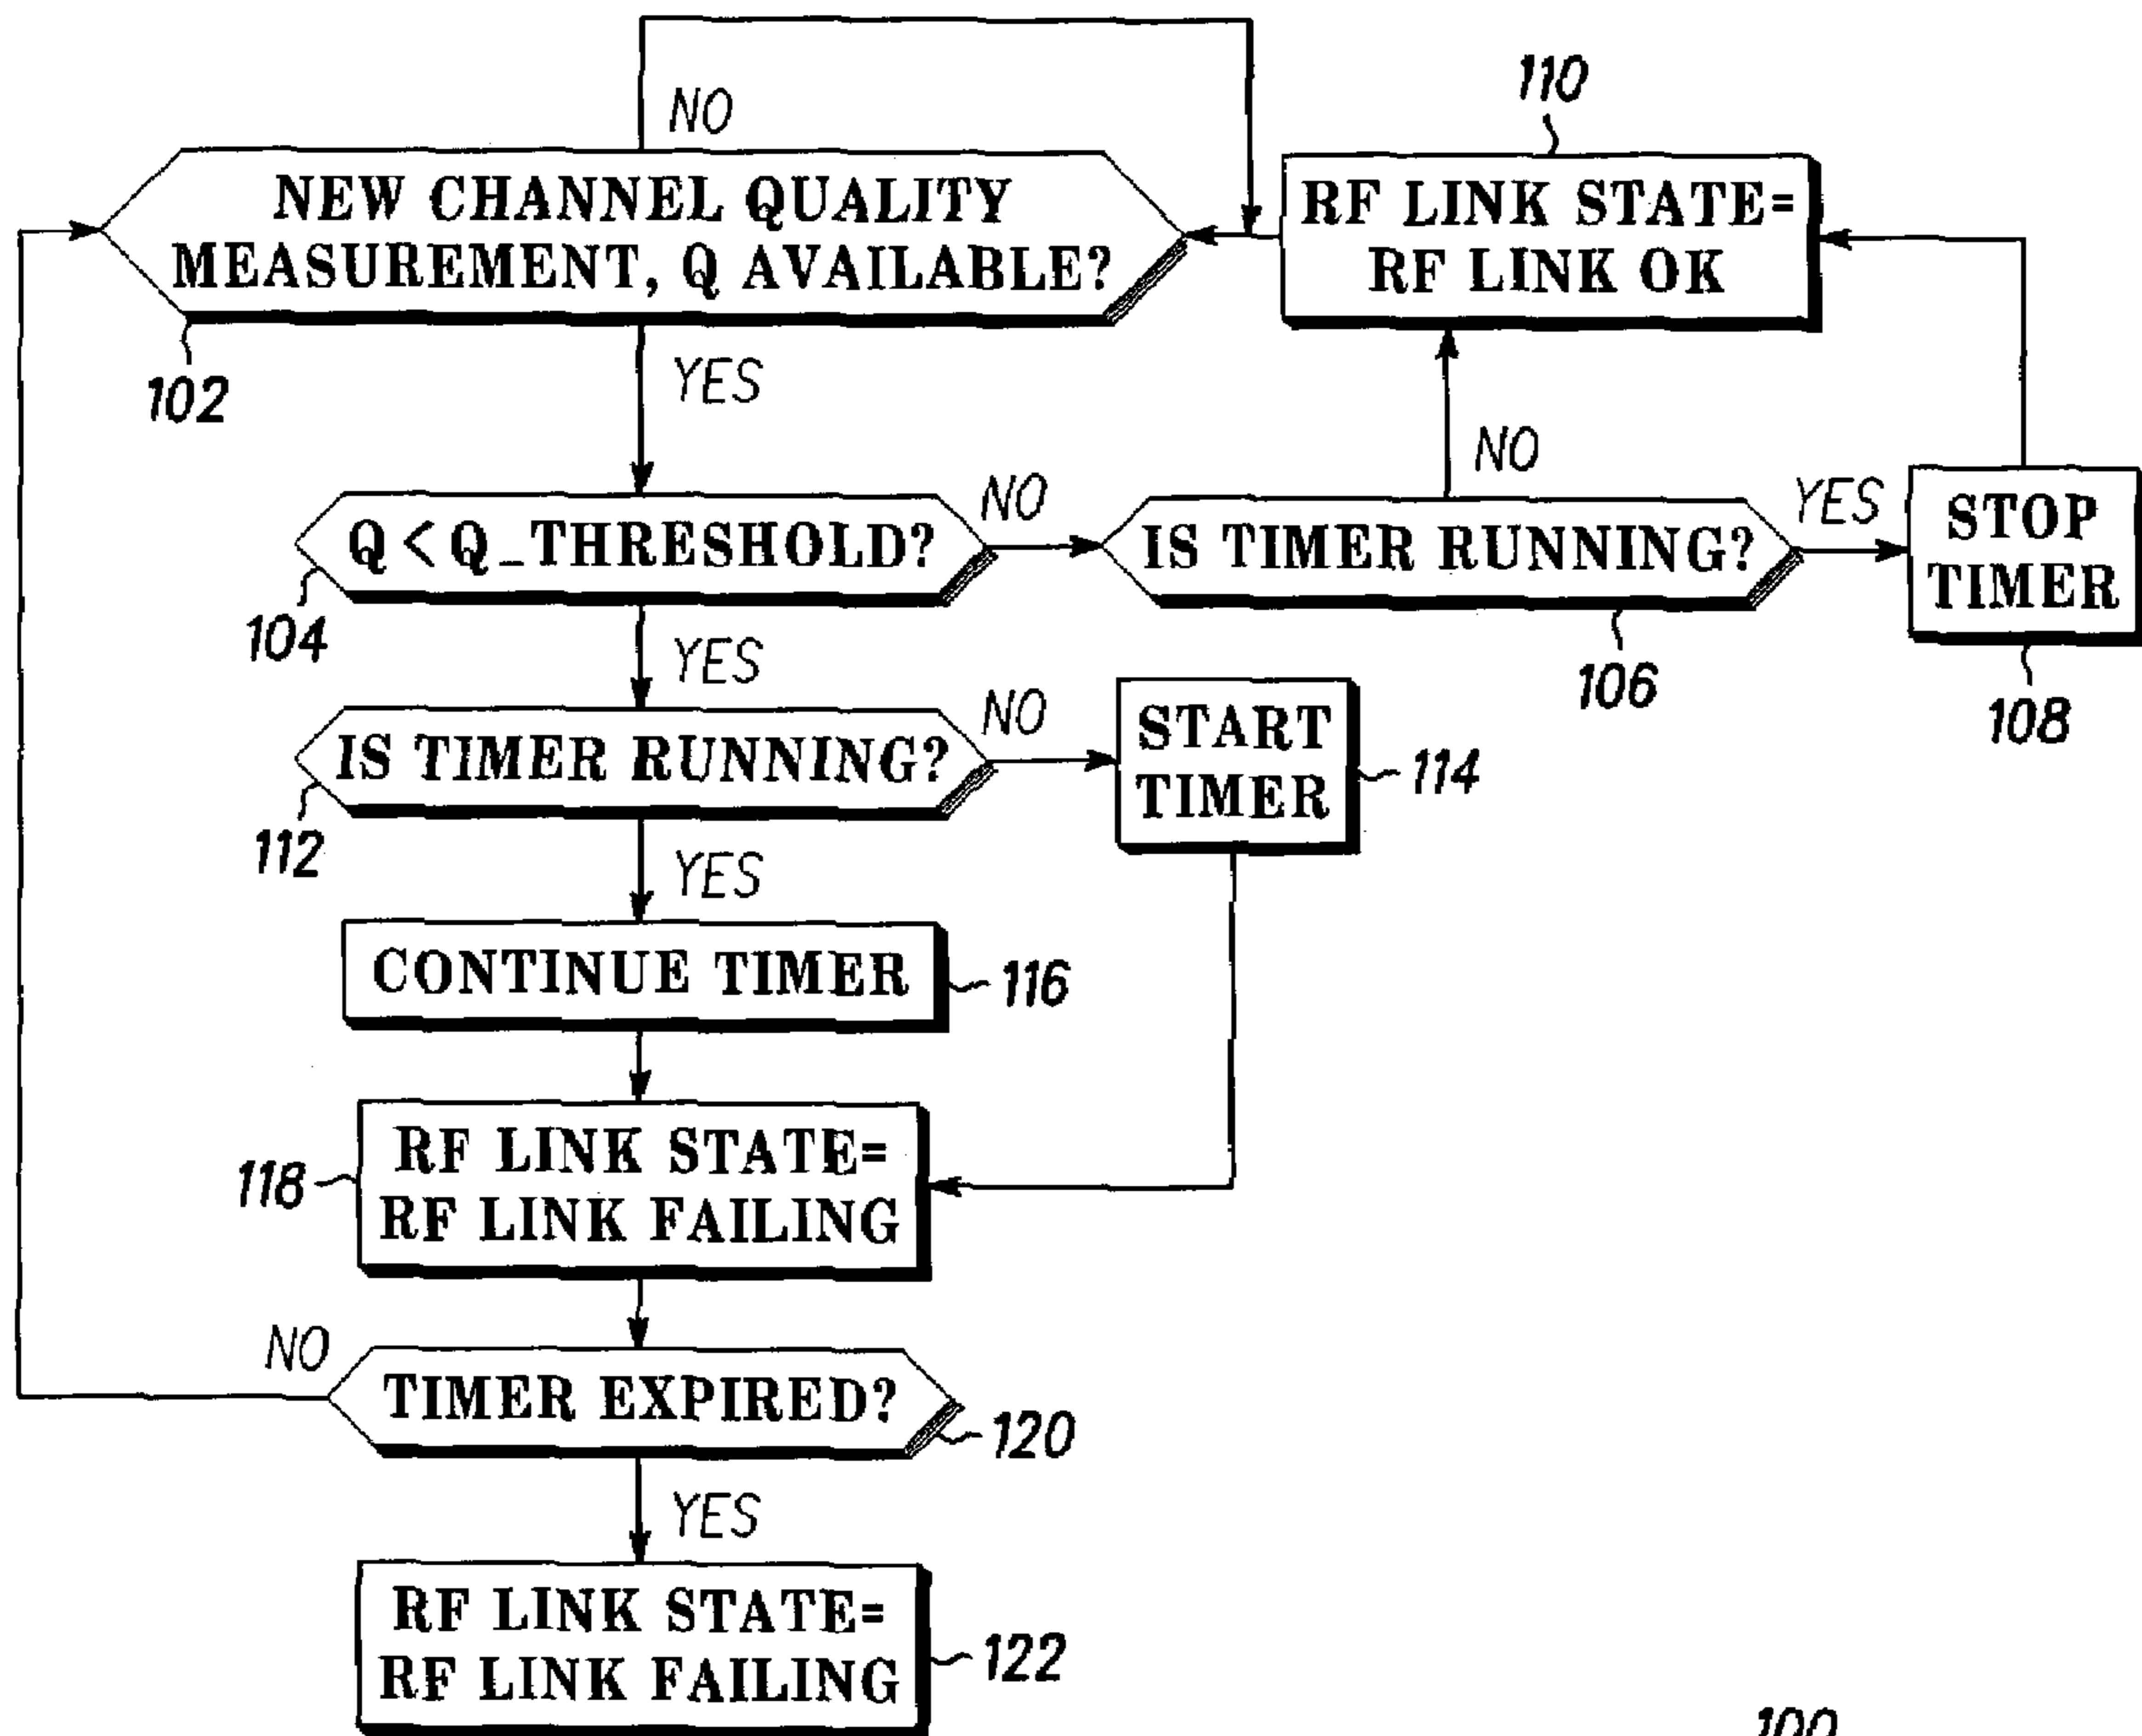 NO
110
NEW CHANNEL QUALITY
MEASUREMENT, Q AVAILABLE?
RF LINK STATE=
RF LINK OK
102
YES
NO
Q < Q_THRESHOLD?
NO
IS TIMER RUNNING?
YES
STOP
TIMER
104
YES
106
108
IS TIMER RUNNING?
NO
START
TIMER
114
112
YES
CONTINUE TIMER
116
RF LINK STATE=
RF LINK FAILING
118
NO
TIMER EXPIRED?
120
YES
RF LINK STATE=
RF LINK FAILING
122
100